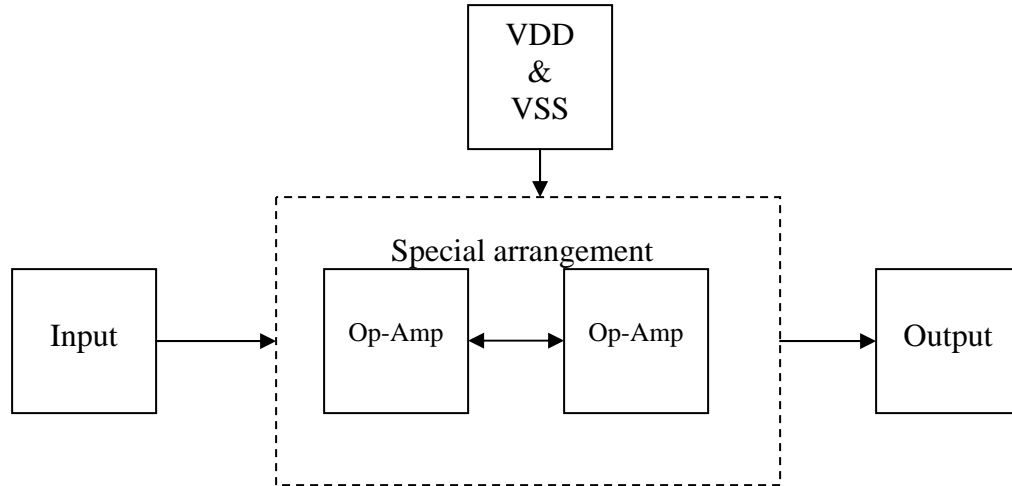 VDD
&
VSS
Special arrangement
Input
Op-Amp
Op-Amp
Output